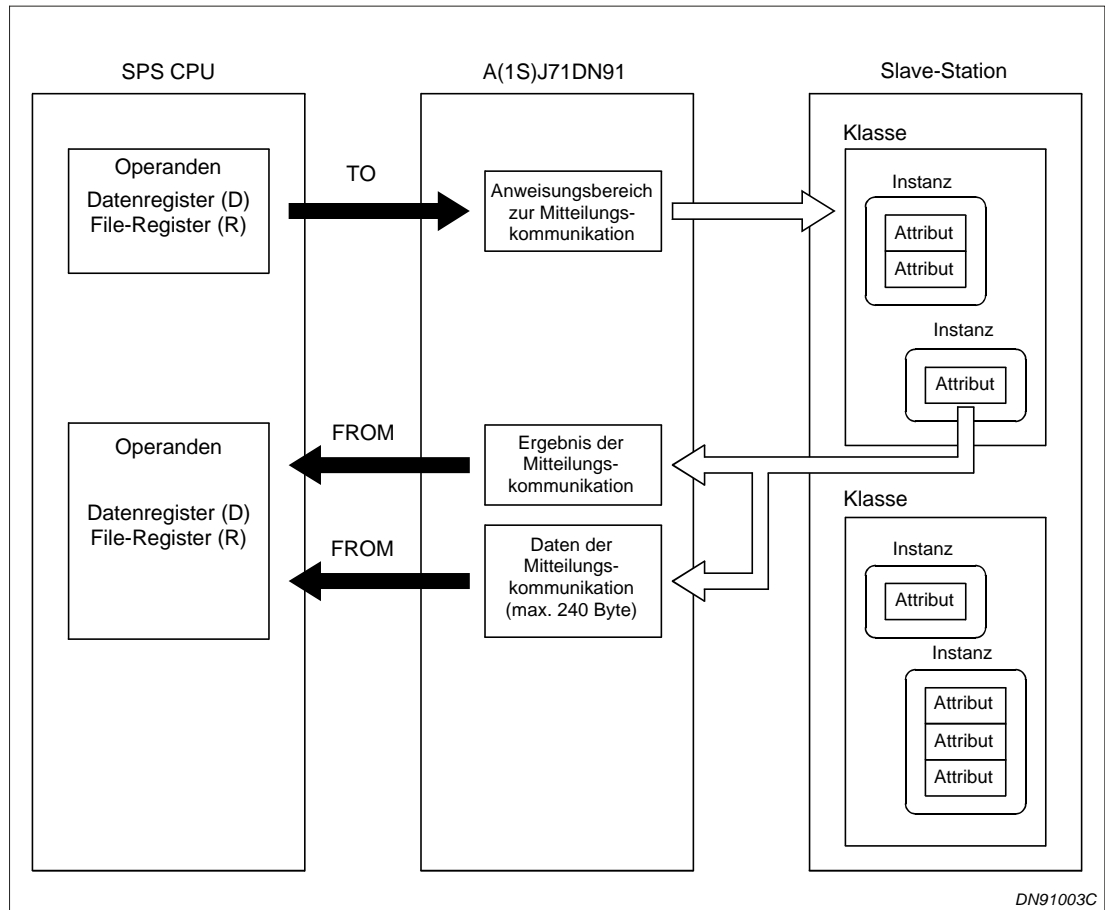 SPS CPU
A(1S)J71DN91
Slave-Station
Operanden
Datenregister (D)
File-Register (R)
TO
Anweisungsbereich
zur Mitteilungs-
kommunikation
Klasse
Instanz
Attribut
Attribut
Instanz
Attribut
Operanden
Datenregister (D)
File-Register (R)
FROM
Ergebnis der
Mitteilungs-
kommunikation
FROM
Daten der
Mitteilungs-
kommunikation
(max. 240 Byte)
Klasse
Instanz
Attribut
Instanz
Attribut
Attribut
Attribut
DN91003C